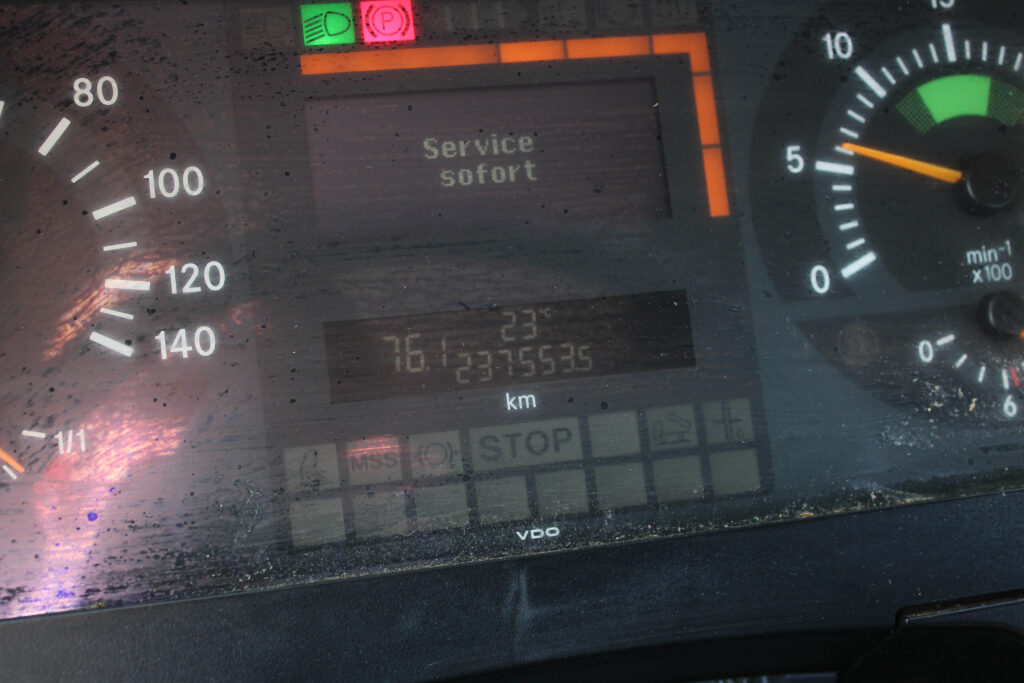 P
80
100
120
140
1/1
Service
sofort
23°C
76.1
2375535
km
MSS
STOP
VDO
10
5
0
min-1
x100
0
6